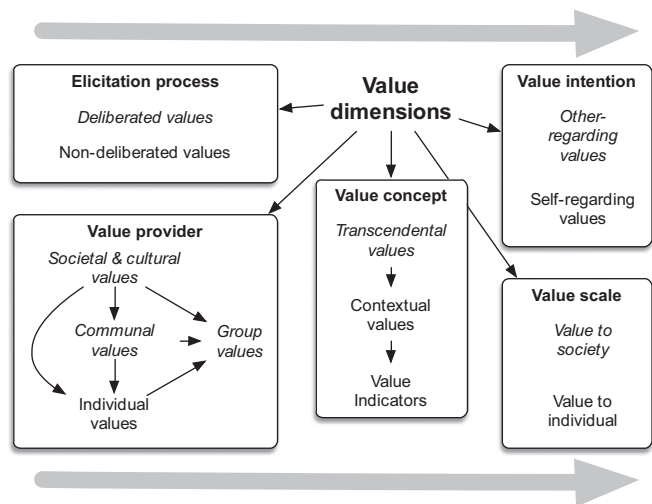 Elicitation process
Deliberated values
Non-deliberated values
Value
dimensions
Value intention
Other-
regarding
values
Self-regarding
values
Value provider
Societal & cultural
values
Communal
values
Group
values
Individual
values
Value concept
Transcendental
values
Contextual
values
Value
Indicators
Value scale
Value to
society
Value to
individual